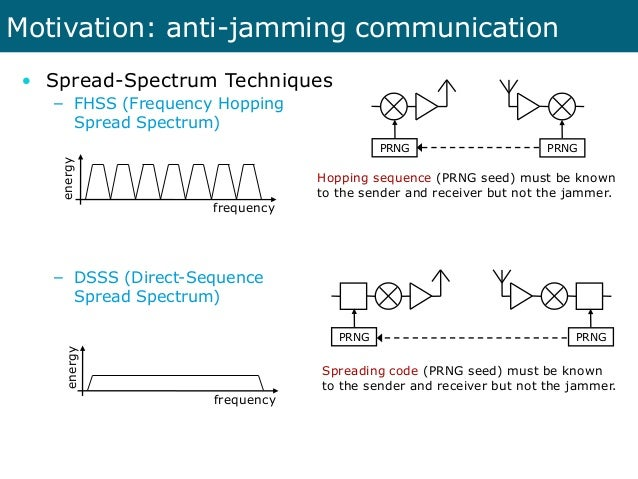 Motivation: anti-jamming communication
• Spread-Spectrum Techniques
– FHSS (Frequency Hopping
Spread Spectrum)
PRNG
PRNG
energy
frequency
Hopping sequence (PRNG seed) must be known
to the sender and receiver but not the jammer.
– DSSS (Direct-Sequence
Spread Spectrum)
PRNG
PRNG
energy
frequency
Spreading code (PRNG seed) must be known
to the sender and receiver but not the jammer.